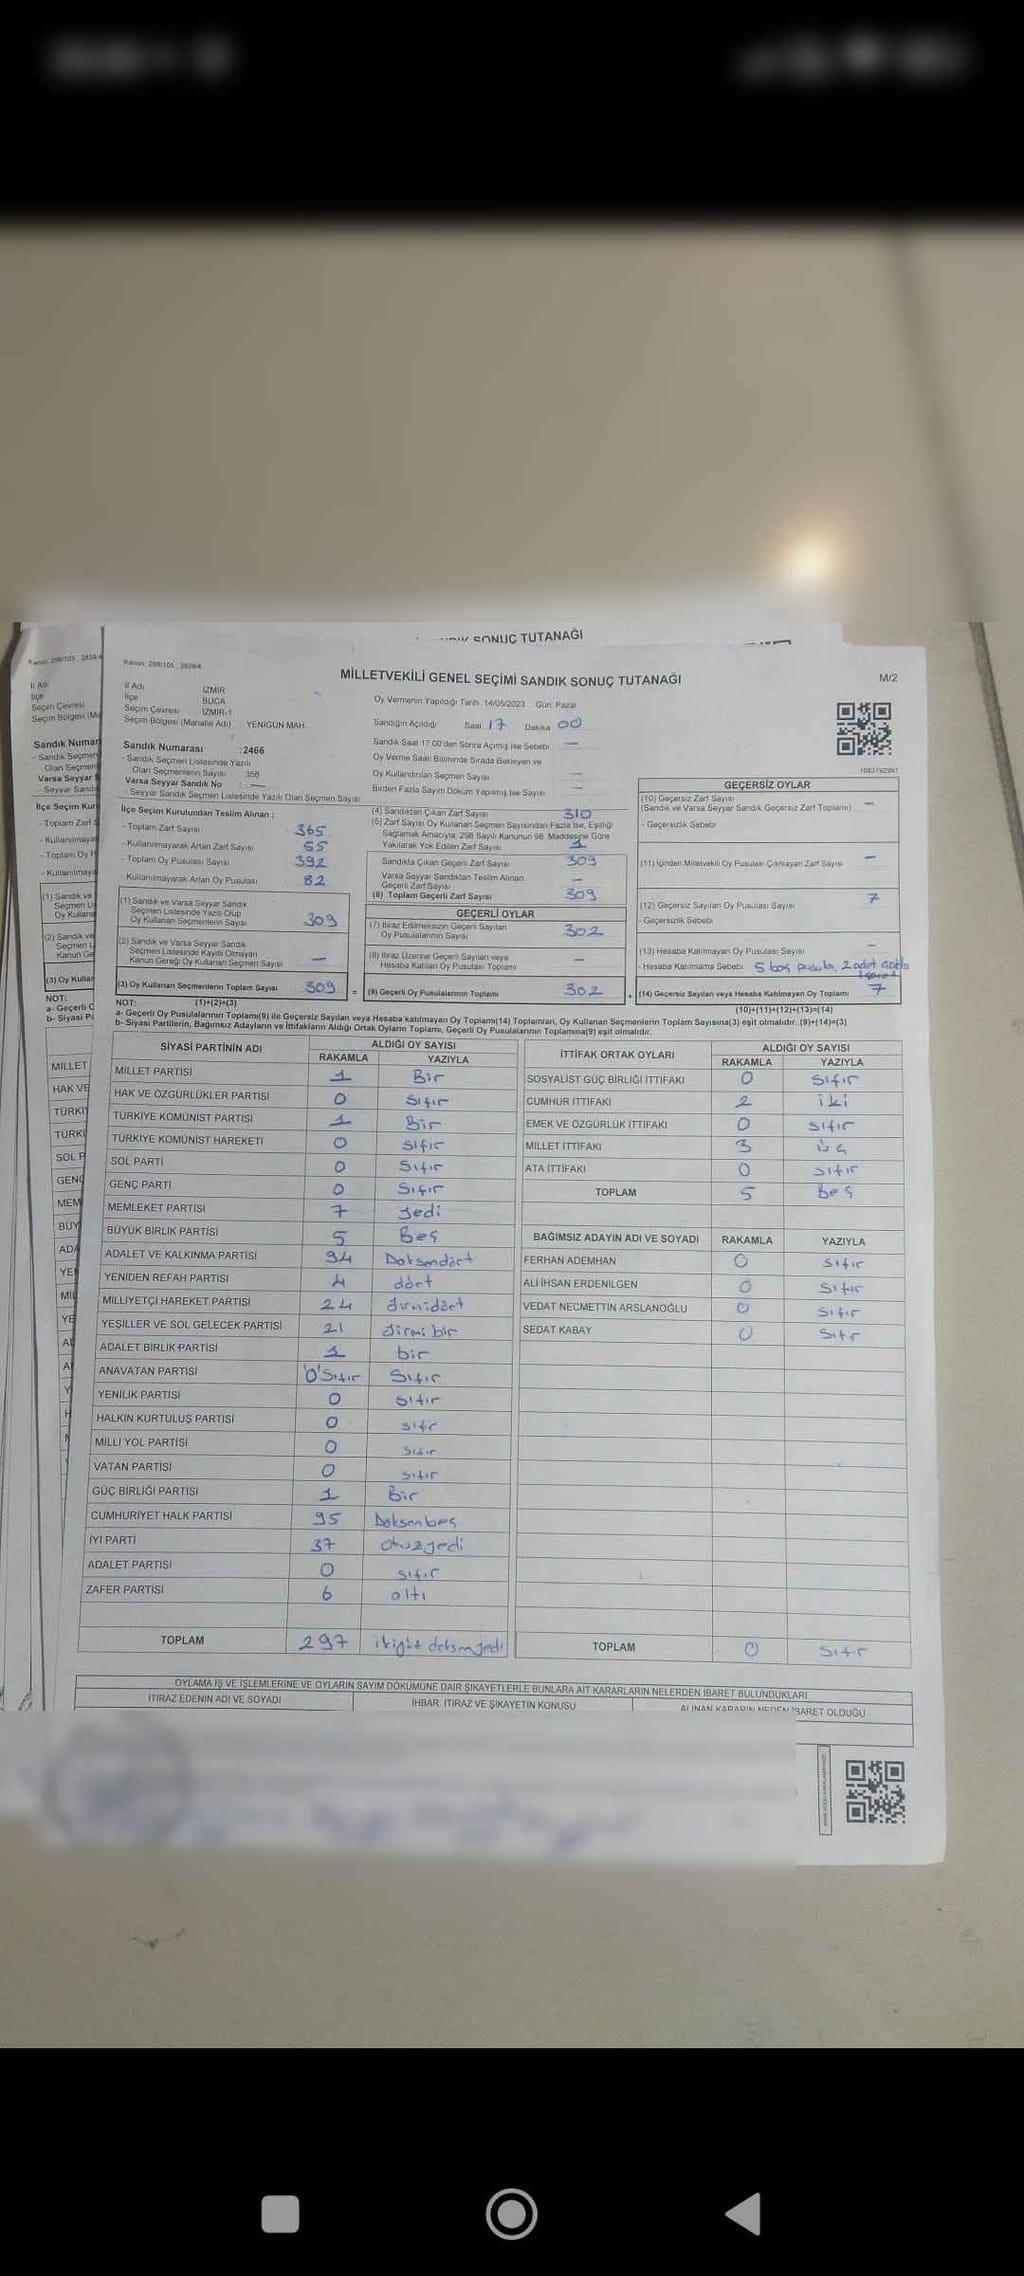 SONUÇ TUTANAĞI
Kanun: 298/105 , 2839/4
MİLLETVEKİLİ GENEL SEÇİMİ SANDIK SONUÇ TUTANAĞI
M/2
İl Adı İZMİR
İlçe BUCA
Seçim Çevresi İZMİR-1
Seçim Bölgesi (Mahalle Adı) : YENİGÜN MAH.
Oy Vermenin Yapıldığı Tarih: 14/05/2023 Gün: Pazar
Sandığın Açıldığı Saat 17 Dakika 00
Sandık Saat 17:00'den Sonra Açılmış İse Sebebi —
Oy Verme Saati Bitiminde Sırada Bekleyen ve
Oy Kullandırılan Seçmen Sayısı —
Birden Fazla Sayım Döküm Yapılmış İse Sayısı —
Sandık Numarası :2466
- Sandık Seçmen Listesinde Yazılı
Olan Seçmenlerin Sayısı 358
Varsa Seyyar Sandık No : —
- Seyyar Sandık Seçmen Listesinde Yazılı Olan Seçmen Sayısı
1083792997
İlçe Seçim Kurulundan Teslim Alınan ;
- Toplam Zarf Sayısı 365
- Kullanılmayarak Artan Zarf Sayısı 55
- Toplam Oy Pusulası Sayısı 392
- Kullanılmayarak Artan Oy Pusulası 82
(1) Sandık ve Varsa Seyyar Sandık
Seçmen Listesinde Yazılı Olup
Oy Kullanan Seçmenlerin Sayısı 309
(2) Sandık ve Varsa Seyyar Sandık
Seçmen Listesinde Kayıtlı Olmayan
Kanun Gereği Oy Kullanan Seçmen Sayısı —
(3) Oy Kullanan Seçmenlerin Toplam Sayısı 309
(4) Sandıktan Çıkan Zarf Sayısı 310
(5) Zarf Sayısı Oy Kullanan Seçmen Sayısından Fazla İse, Eşitliği
Sağlamak Amacıyla, 298 Sayılı Kanunun 98. Maddesine Göre
Yakılarak Yok Edilen Zarf Sayısı 1
Sandıkta Çıkan Geçerli Zarf Sayısı 309
Varsa Seyyar Sandıktan Teslim Alınan
Geçerli Zarf Sayısı —
(6) Toplam Geçerli Zarf Sayısı 309
GEÇERLİ OYLAR
(7) İtiraz Edilmeksizin Geçerli Sayılan
Oy Pusulalarının Sayısı 302
(8) İtiraz Üzerine Geçerli Sayılan veya
Hesaba Katılan Oy Pusulası Toplamı —
= (9) Geçerli Oy Pusulalarının Toplamı 302
GEÇERSİZ OYLAR
(10) Geçersiz Zarf Sayısı
(Sandık ve Varsa Seyyar Sandık Geçersiz Zarf Toplamı) —
- Geçersizlik Sebebi
(11) İçinden Milletvekili Oy Pusulası Çıkmayan Zarf Sayısı —
(12) Geçersiz Sayılan Oy Pusulası Sayısı 7
- Geçersizlik Sebebi
(13) Hesaba Katılmayan Oy Pusulası Sayısı —
- Hesaba Katılmama Sebebi 5 boş pusula, 2 adet
+ (14) Geçersiz Sayılan veya Hesaba Katılmayan Oy Toplamı 7
NOT: (1)+(2)=(3)
(10)+(11)+(12)+(13)=(14)
a- Geçerli Oy Pusulalarının Toplamı(9) ile Geçersiz Sayılan veya Hesaba katılmayan Oy Toplamı(14) Toplamları, Oy Kullanan Seçmenlerin Toplam Sayısına(3) eşit olmalıdır. (9)+(14)=(3)
b- Siyasi Partilerin, Bağımsız Adayların ve İttifakların Aldığı Ortak Oyların Toplamı, Geçerli Oy Pusulalarının Toplamına(9) eşit olmalıdır.
SİYASİ PARTİNİN ADI ALDIĞI OY SAYISI
RAKAMLA YAZIYLA
MİLLET PARTİSİ 1 Bir
HAK VE ÖZGÜRLÜKLER PARTİSİ 0 Sıfır
TÜRKİYE KOMÜNİST PARTİSİ 1 Bir
TÜRKİYE KOMÜNİST HAREKETİ 0 sıfır
SOL PARTİ 0 Sıfır
GENÇ PARTİ 0 Sıfır
MEMLEKET PARTİSİ 7 yedi
BÜYÜK BİRLİK PARTİSİ 5 Beş
ADALET VE KALKINMA PARTİSİ 94 Doksandört
YENİDEN REFAH PARTİSİ 4 dört
MİLLİYETÇİ HAREKET PARTİSİ 24 yirmidört
YEŞİLLER VE SOL GELECEK PARTİSİ 21 yirmi bir
ADALET BİRLİK PARTİSİ 1 bir
ANAVATAN PARTİSİ '0' Sıfır Sıfır
YENİLİK PARTİSİ 0 sıfır
HALKIN KURTULUŞ PARTİSİ 0 sıfır
MİLLİ YOL PARTİSİ 0 sıfır
VATAN PARTİSİ 0 sıfır
GÜÇ BİRLİĞİ PARTİSİ 1 Bir
CUMHURİYET HALK PARTİSİ 95 Doksanbeş
İYİ PARTİ 37 otuzyedi
ADALET PARTİSİ 0 sıfır
ZAFER PARTİSİ 6 altı
TOPLAM 297 ikiyüz doksanyedi
İTTİFAK ORTAK OYLARI ALDIĞI OY SAYISI
RAKAMLA YAZIYLA
SOSYALİST GÜÇ BİRLİĞİ İTTİFAKI 0 sıfır
CUMHUR İTTİFAKI 2 iki
EMEK VE ÖZGÜRLÜK İTTİFAKI 0 sıfır
MİLLET İTTİFAKI 3 üç
ATA İTTİFAKI 0 sıfır
TOPLAM 5 Beş
BAĞIMSIZ ADAYIN ADI VE SOYADI RAKAMLA YAZIYLA
FERHAN ADEMHAN 0 sıfır
ALİ İHSAN ERDENİLGEN 0 sıfır
VEDAT NECMETTİN ARSLANOĞLU 0 sıfır
SEDAT KABAY 0 Sıfır
TOPLAM 0 Sıfır
OYLAMA İŞ VE İŞLEMLERİNE VE OYLARIN SAYIM DÖKÜMÜNE DAİR ŞİKAYETLERLE BUNLARA AİT KARARLARIN NELERDEN İBARET BULUNDUKLARI
İTİRAZ EDENİN ADI VE SOYADI İHBAR, İTİRAZ VE ŞİKAYETİN KONUSU ALINAN KARARIN NEDEN İBARET OLDUĞU